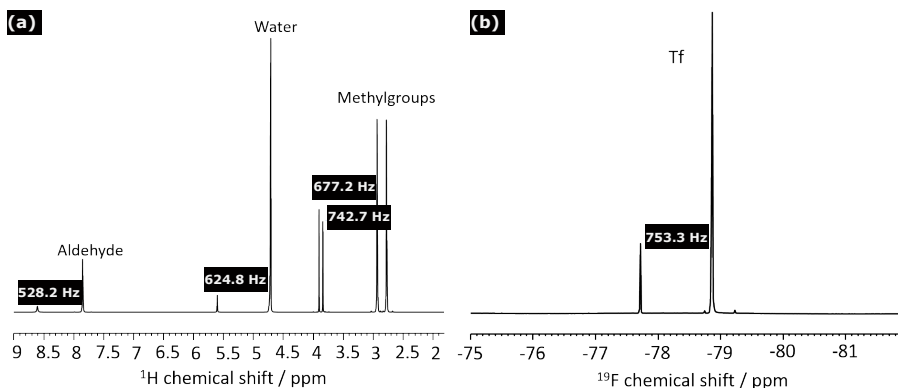 (a)
Water
Methylgroups
677.2 Hz
742.7 Hz
Aldehyde
624.8 Hz
528.2 Hz
9 8.5 8 7.5 7 6.5 6 5.5 5 4.5 4 3.5 3 2.5 2
¹H chemical shift / ppm
(b)
Tf
753.3 Hz
-75 -76 -77 -78 -79 -80 -81
¹⁹F chemical shift / ppm